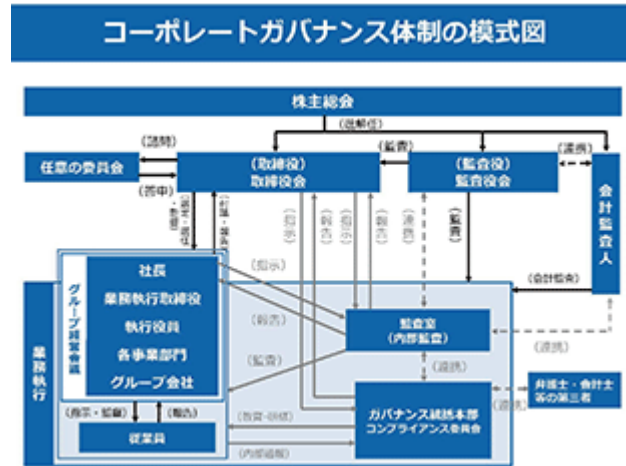 コーポレートガバナンス体制の模式図
株主総会
(選解任)
(諮問)
任意の委員会
(答申)
(取締役)
取締役会
(監査)
(監査役)
監査役会
(連携)
会計監査人
(指示)
(報告)
(指示)
(報告)
(連携)
(監査)
(会計監査)
業務執行
グループ経営会議
社長
業務執行取締役
執行役員
各事業部門
グループ会社
(指示)
(報告)
(監査)
監査室
(内部監査)
(連携)
(連携)
(指示・監督)
(報告)
従業員
(教育・研修)
(内部通報)
ガバナンス統括本部
コンプライアンス委員会
(連携)
弁護士・会計士
等の第三者